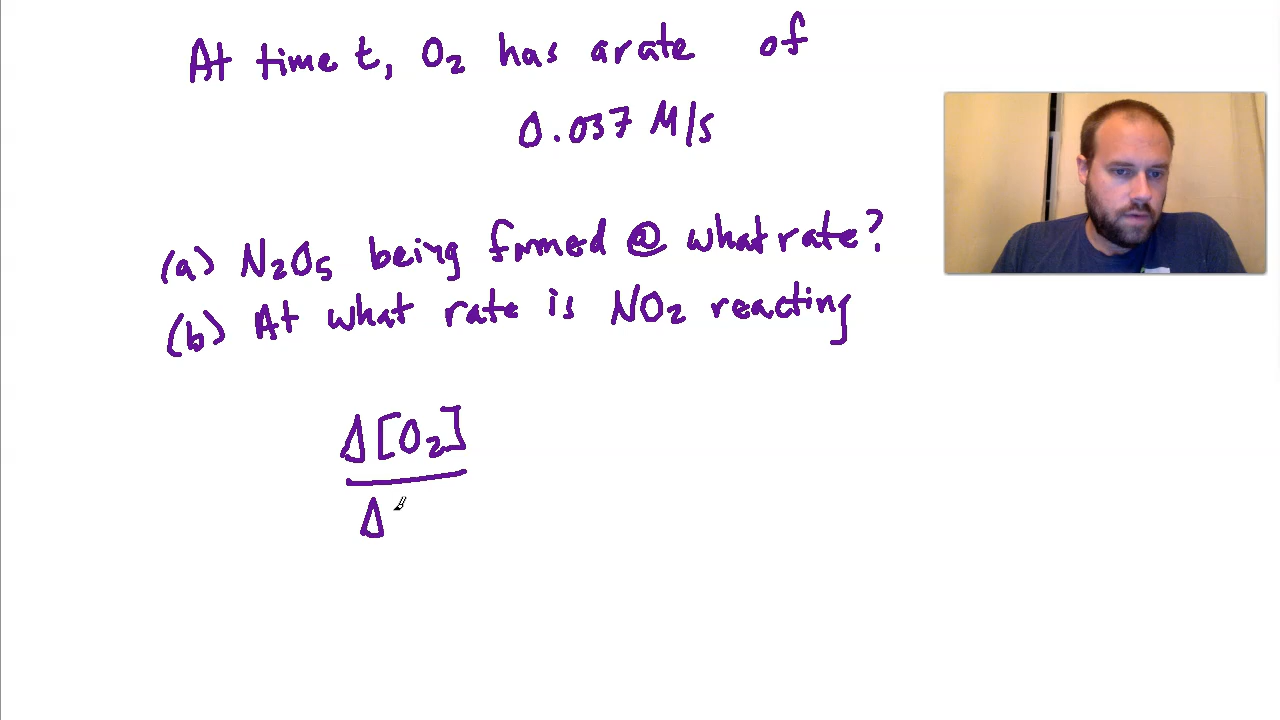 At time t, O₂ has a rate of
0.037 M/s
(a) N₂O₅ being formed @ what rate?
(b) At what rate is NO₂ reacting
Δ[O₂]
Δ